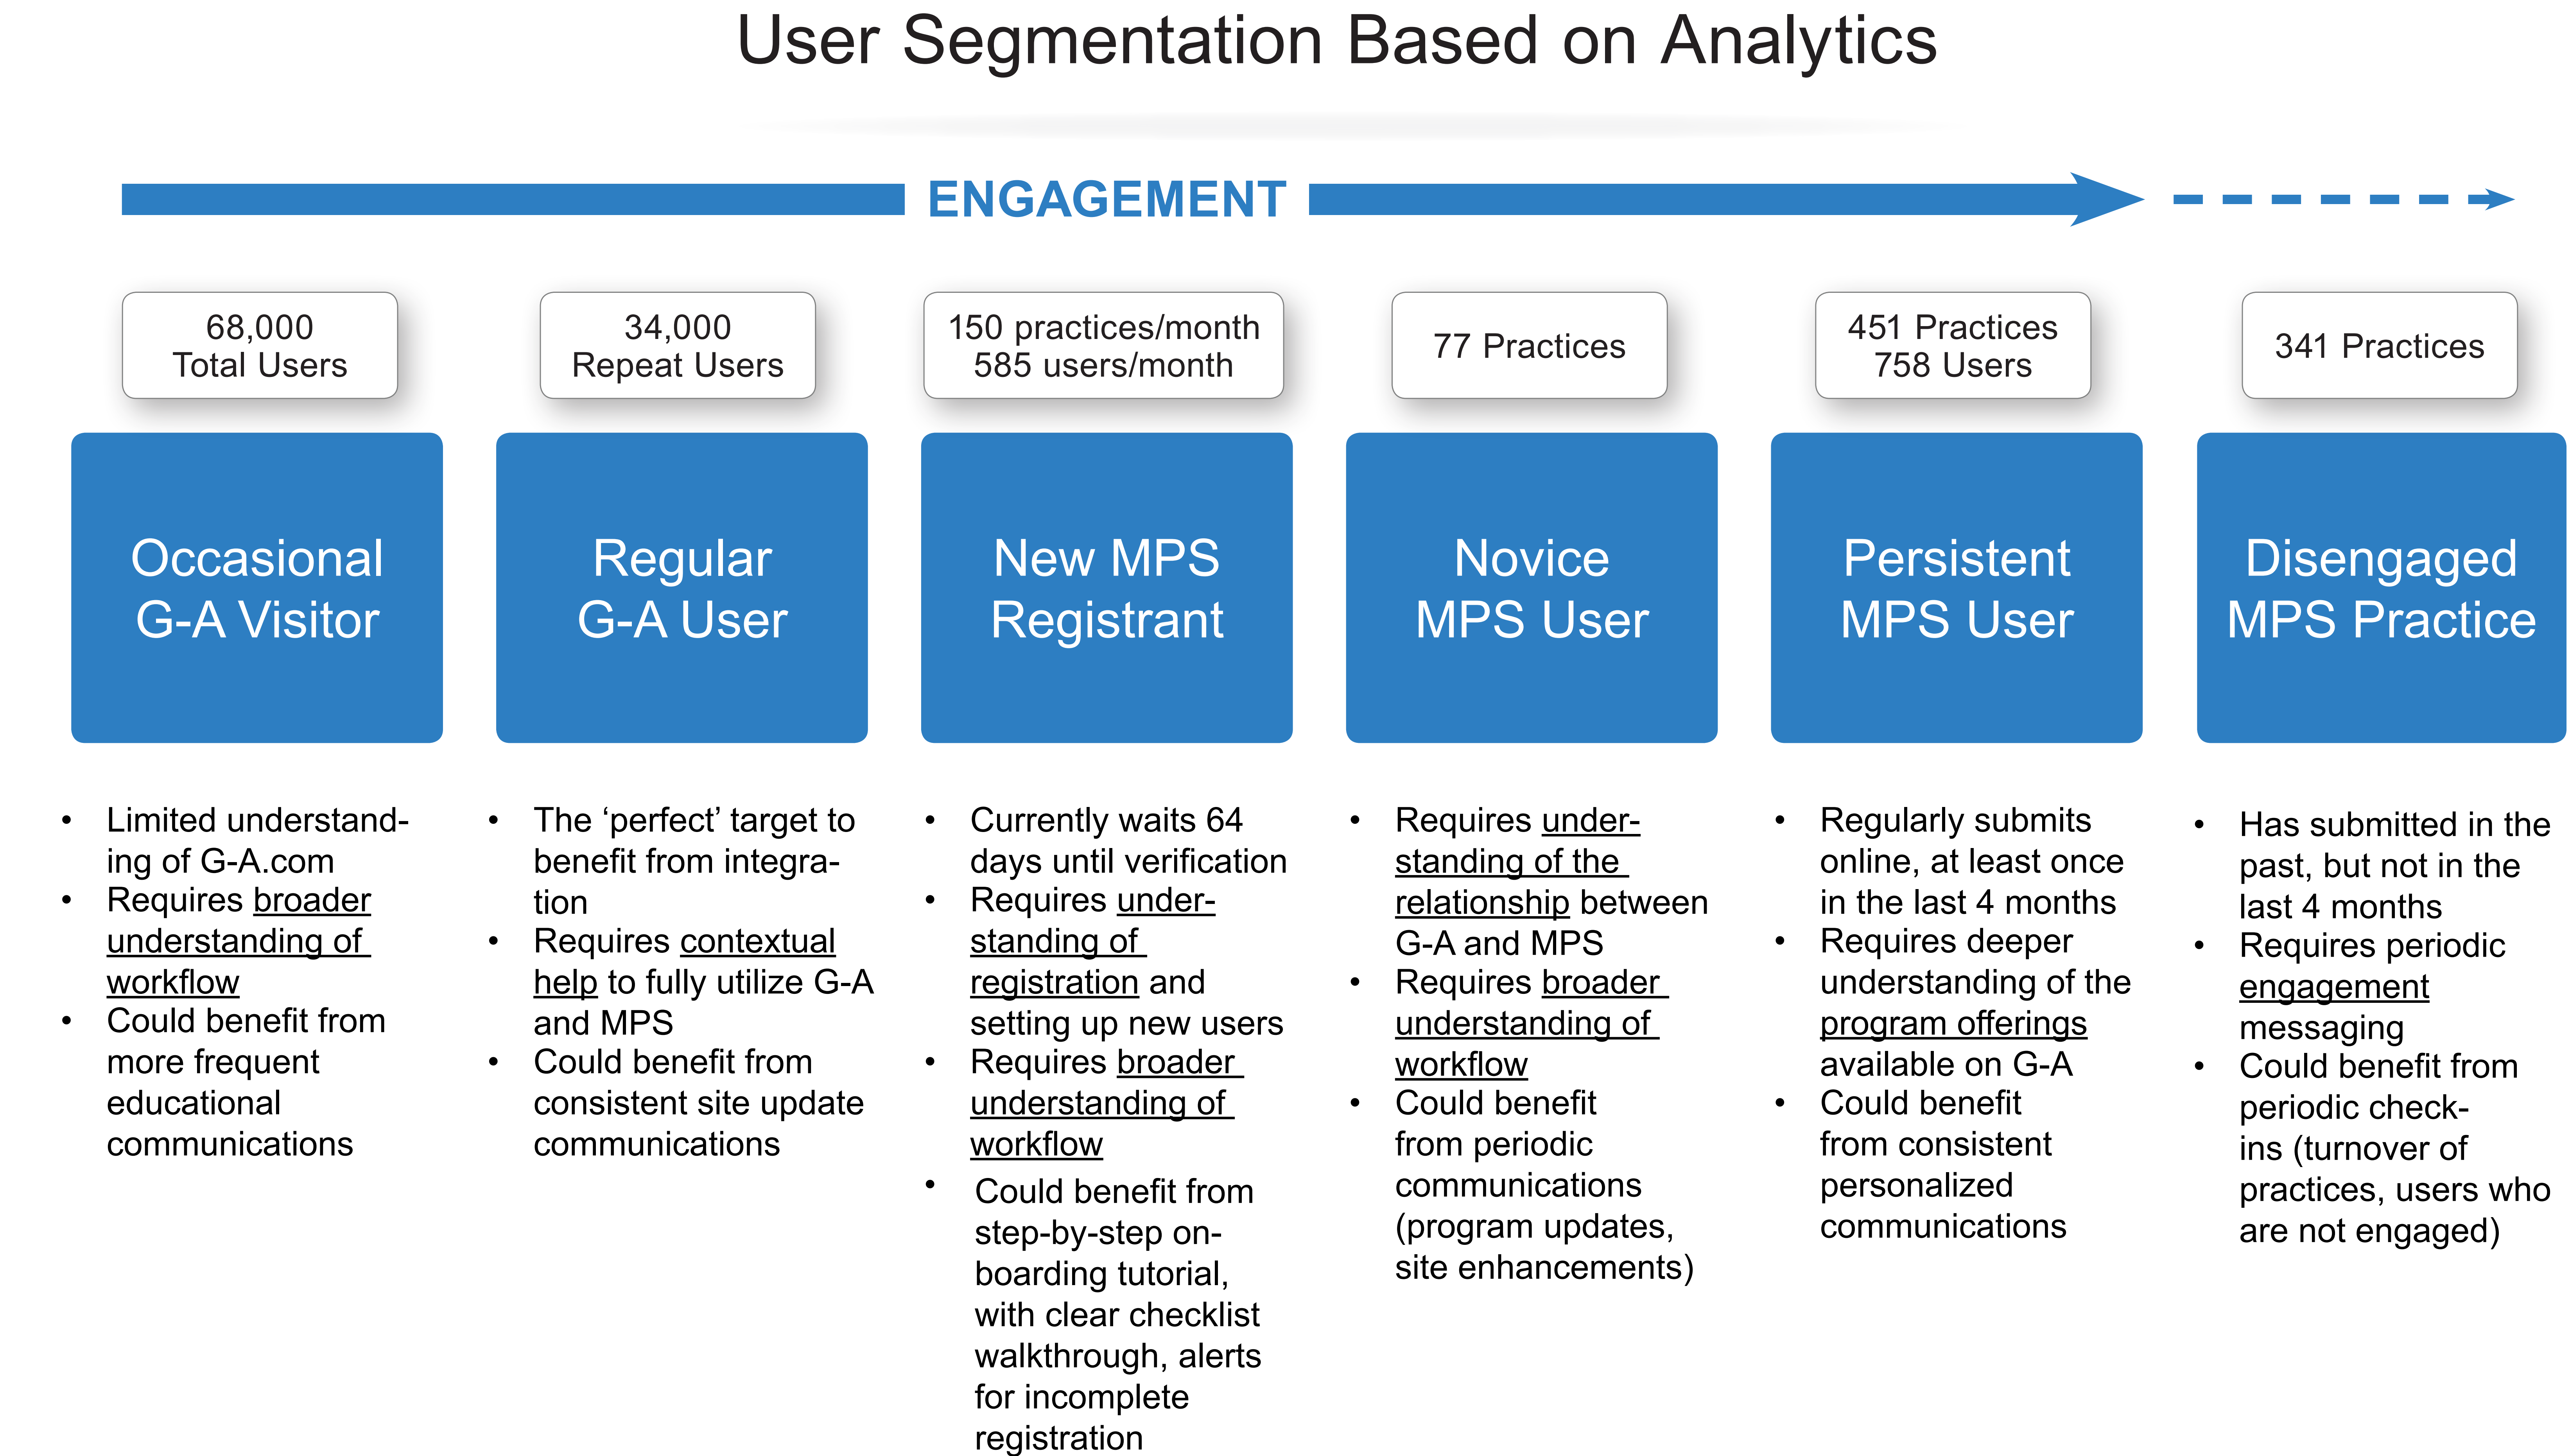 User Segmentation Based on Analytics
ENGAGEMENT
68,000
Total Users
34,000
Repeat Users
150 practices/month
585 users/month
77 Practices
451 Practices
758 Users
341 Practices
Occasional
G-A Visitor
Regular
G-A User
New MPS
Registrant
Novice
MPS User
Persistent
MPS User
Disengaged
MPS Practice
• Limited understand-
ing of G-A.com
• Requires broader
understanding of
workflow
• Could benefit from
more frequent
educational
communications
• The ‘perfect’ target to
benefit from integra-
tion
• Requires contextual
help to fully utilize G-A
and MPS
• Could benefit from
consistent site update
communications
• Currently waits 64
days until verification
• Requires under-
standing of
registration and
setting up new users
• Requires broader
understanding of
workflow
• Could benefit from
step-by-step on-
boarding tutorial,
with clear checklist
walkthrough, alerts
for incomplete
registration
• Requires under-
standing of the
relationship between
G-A and MPS
• Requires broader
understanding of
workflow
• Could benefit
from periodic
communications
(program updates,
site enhancements)
• Regularly submits
online, at least once
in the last 4 months
• Requires deeper
understanding of the
program offerings
available on G-A
• Could benefit
from consistent
personalized
communications
• Has submitted in the
past, but not in the
last 4 months
• Requires periodic
engagement
messaging
• Could benefit from
periodic check-
ins (turnover of
practices, users who
are not engaged)